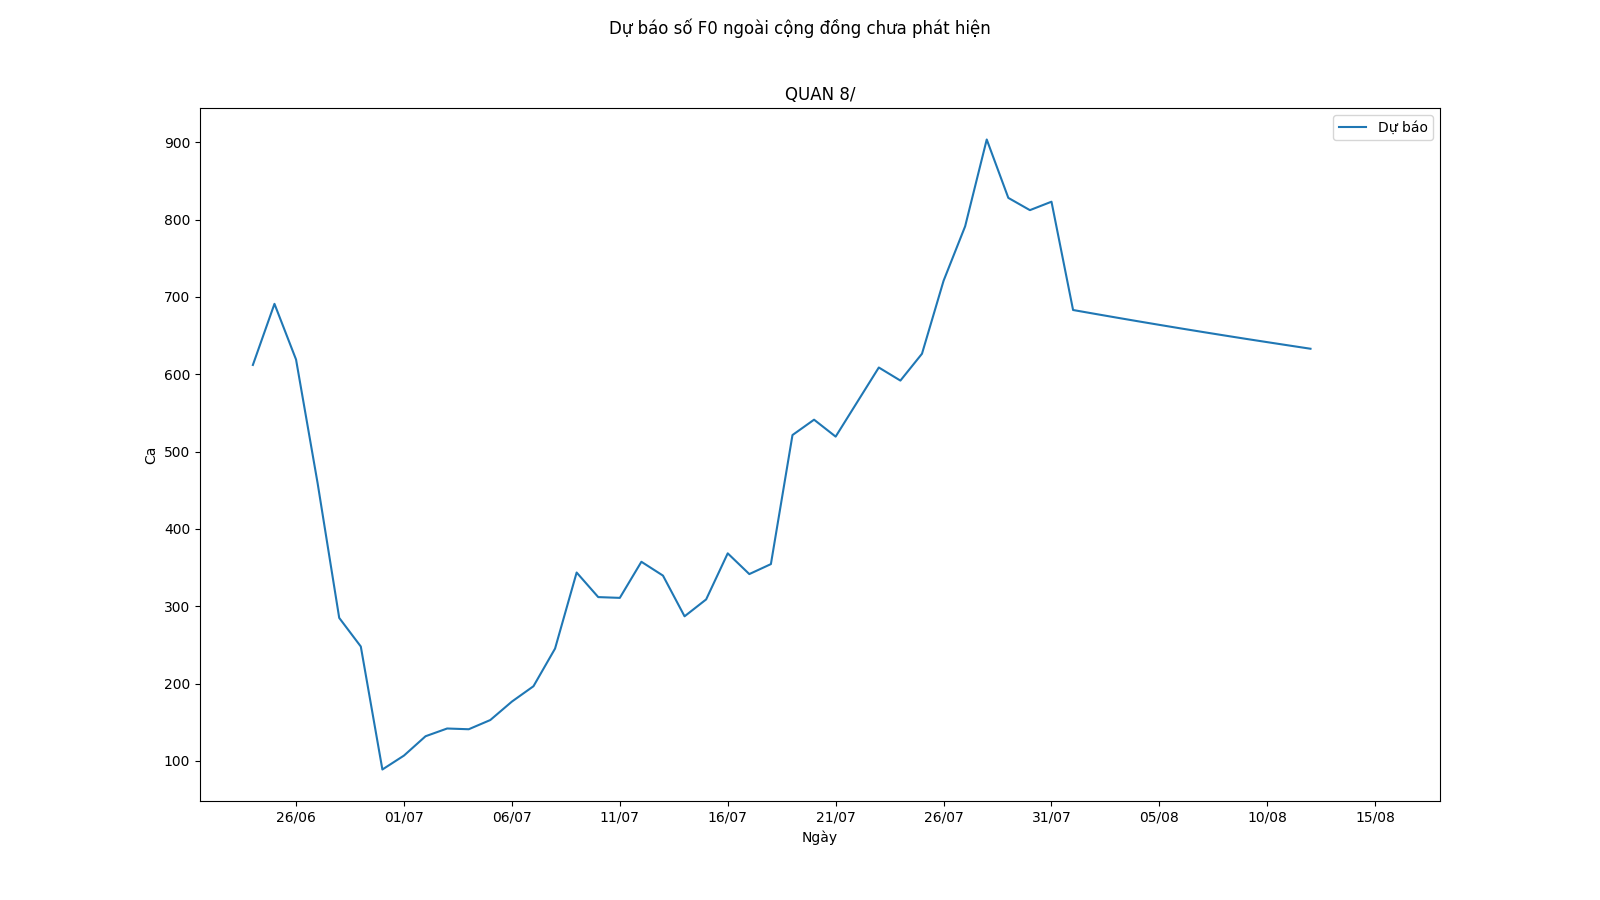 Dự báo số F0 ngoài cộng đồng chưa phát hiện
QUAN 8/
Dự báo
900
800
700
600
500
400
300
200
100
Ca
26/06 01/07 06/07 11/07 16/07 21/07 26/07 31/07 05/08 10/08 15/08
Ngày